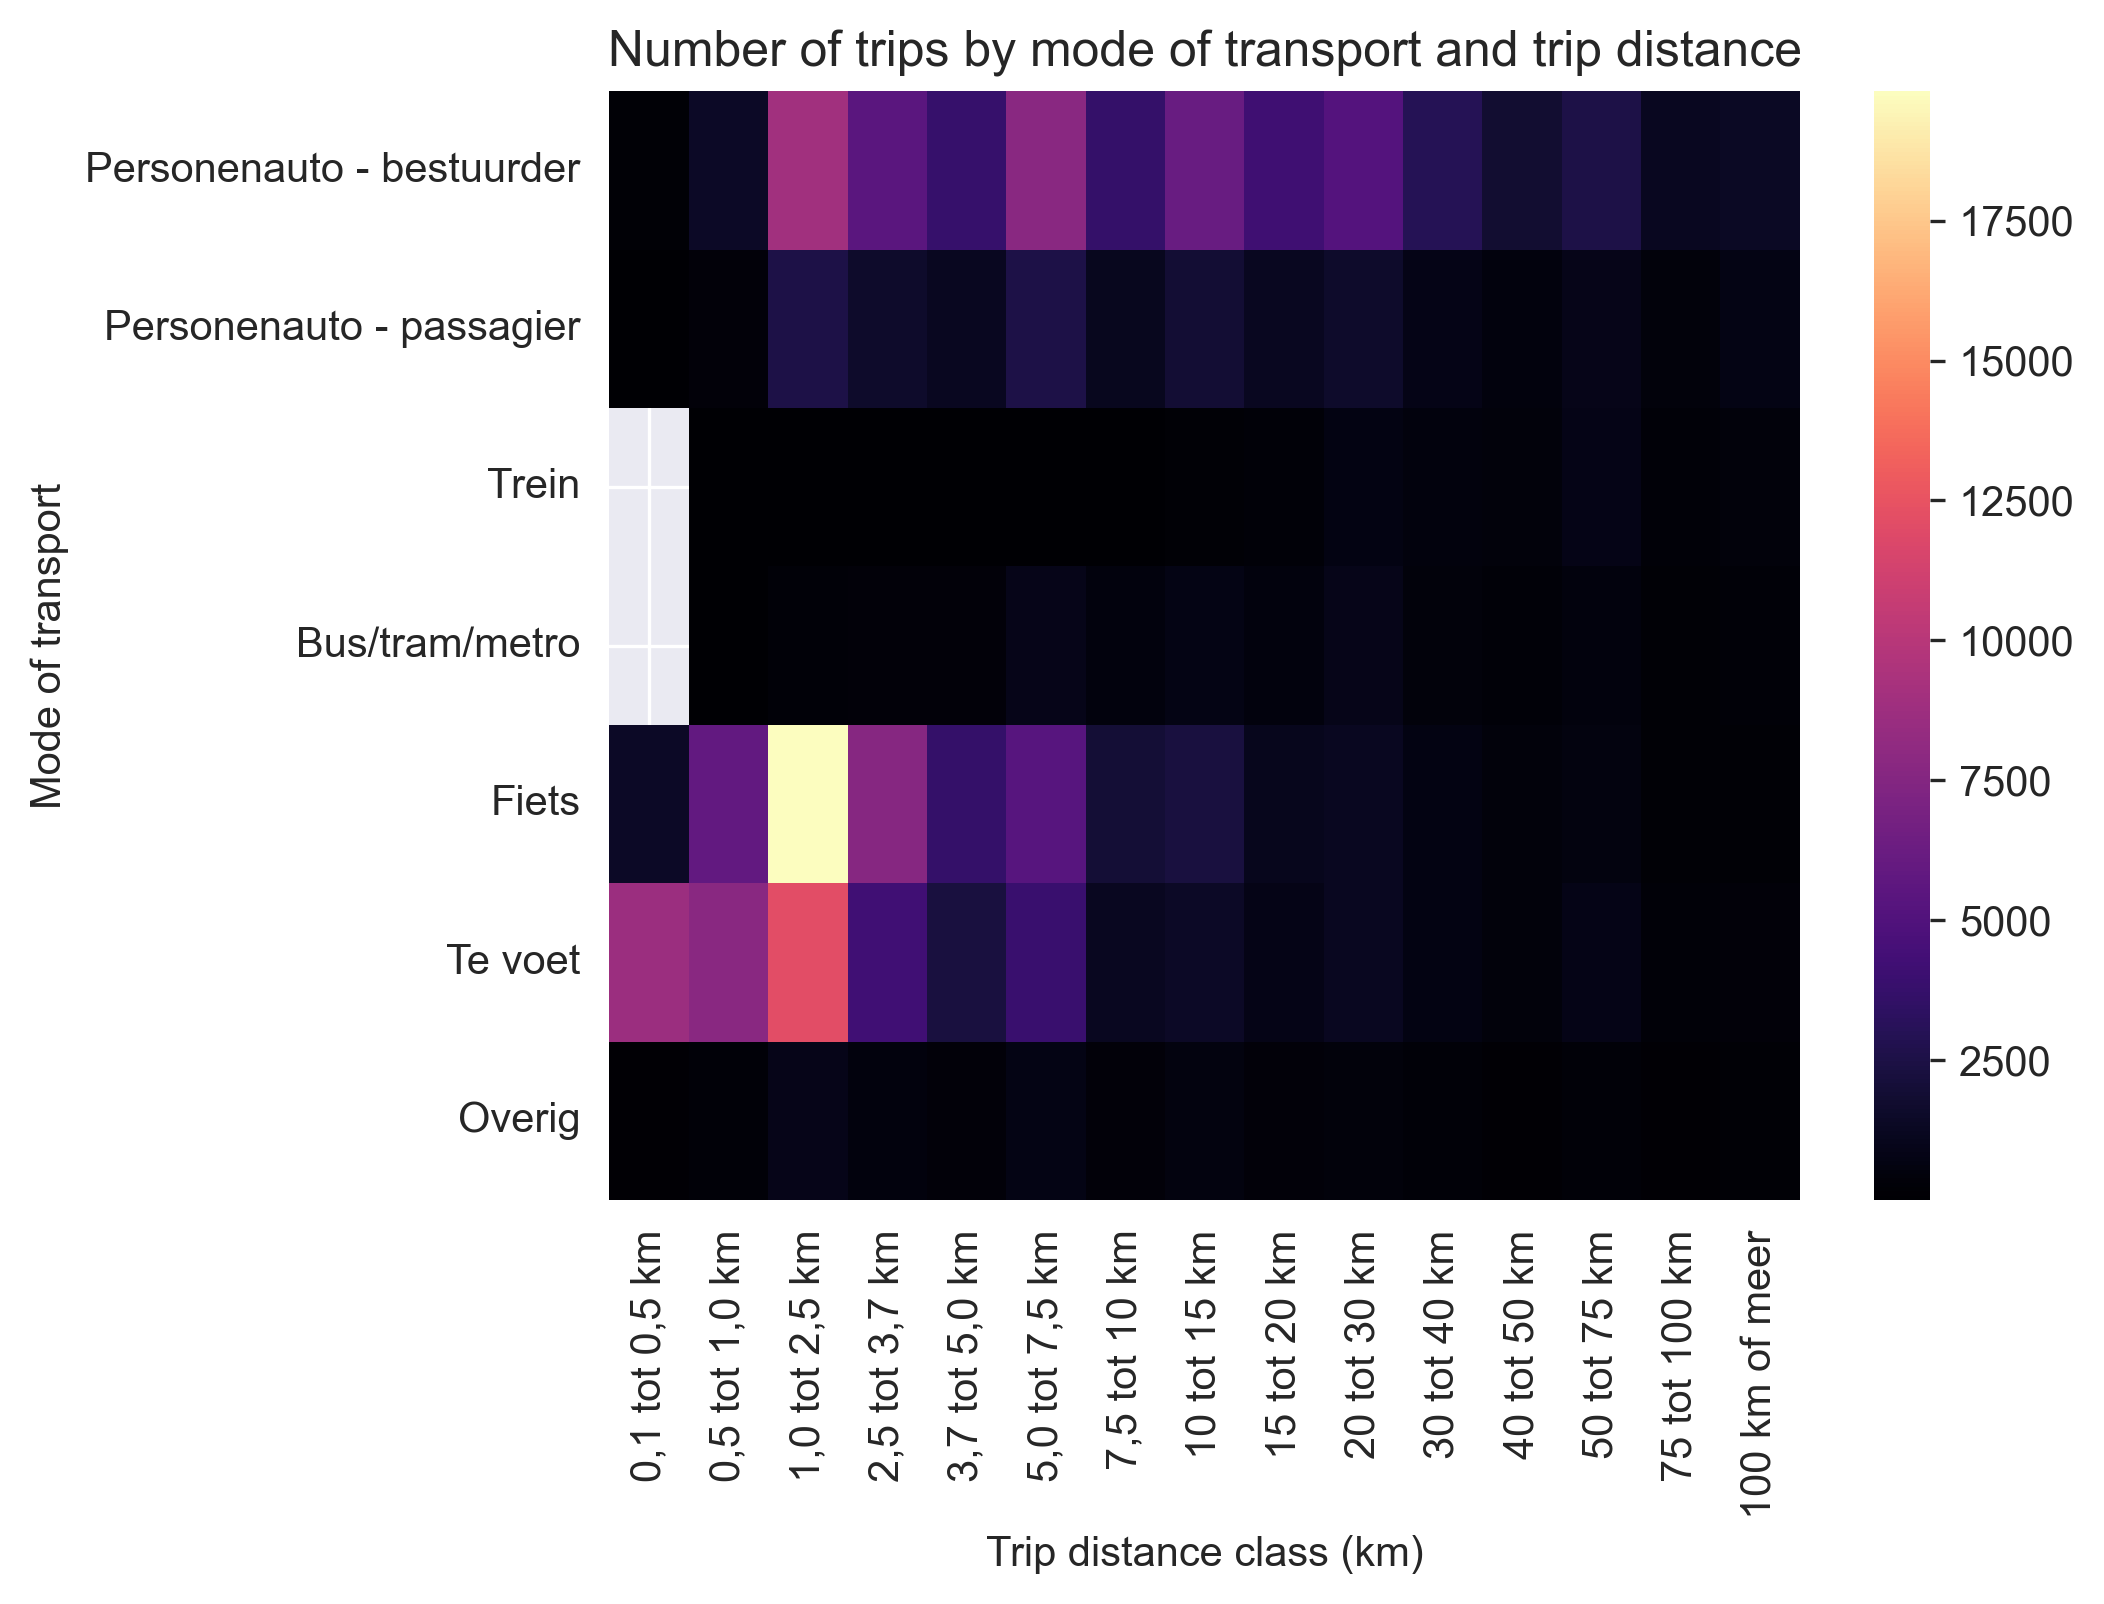 Number of trips by mode of transport and trip distance
Mode of transport
Personenauto - bestuurder
Personenauto - passagier
Trein
Bus/tram/metro
Fiets
Te voet
Overig
0,1 tot 0,5 km
0,5 tot 1,0 km
1,0 tot 2,5 km
2,5 tot 3,7 km
3,7 tot 5,0 km
5,0 tot 7,5 km
7,5 tot 10 km
10 tot 15 km
15 tot 20 km
20 tot 30 km
30 tot 40 km
40 tot 50 km
50 tot 75 km
75 tot 100 km
100 km of meer
Trip distance class (km)
17500
15000
12500
10000
7500
5000
2500